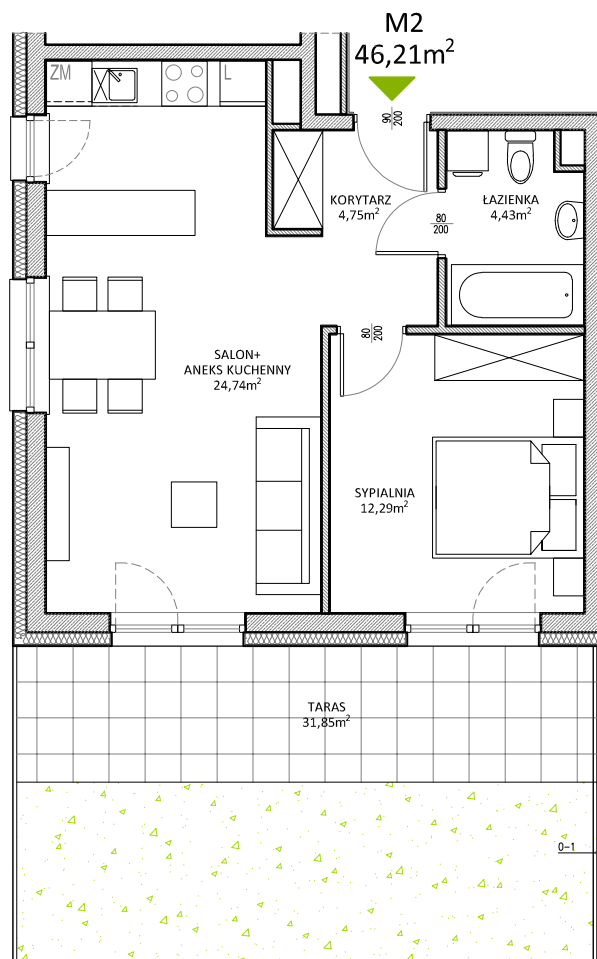 M2
46,21m²
90
200
ZM
L
KORYTARZ
4,75m²
ŁAZIENKA
4,43m²
80
200
80
200
SALON+
ANEKS KUCHENNY
24,74m²
SYPIALNIA
12,29m²
TARAS
31,85m²
0-1